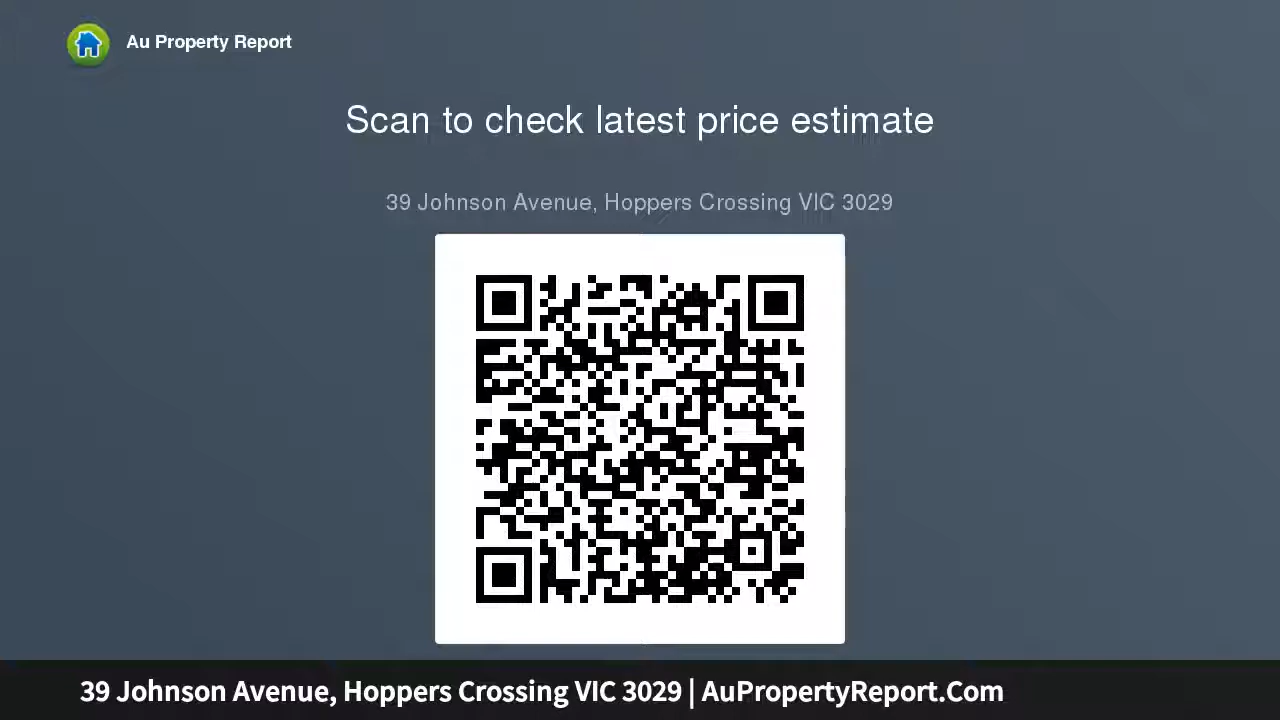 Au Property Report
Scan to check latest price estimate
39 Johnson Avenue, Hoppers Crossing VIC 3029
39 Johnson Avenue, Hoppers Crossing VIC 3029 | AuPropertyReport.Com